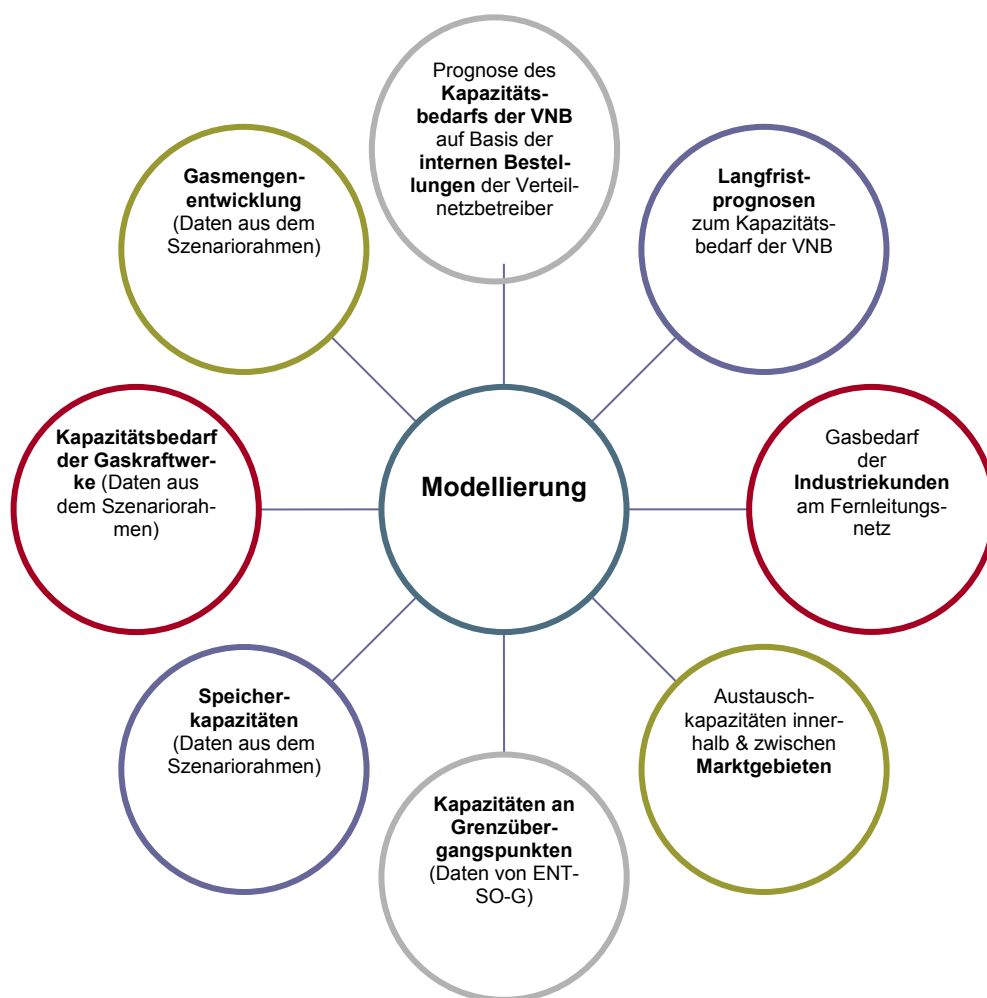 Prognose des
Kapazitäts-
bedarfs der VNB
auf Basis der
internen Bestel-
lungen der Verteil-
netzbetreiber
Langfrist-
prognosen
zum Kapazitäts-
bedarf der VNB
Gasbedarf
der
Industriekunden
am Fernleitungs-
netz
Austausch-
kapazitäten inner-
halb & zwischen
Marktgebieten
Kapazitäten an
Grenzüber-
gangspunkten
(Daten von ENT-
SO-G)
Speicher-
kapazitäten
(Daten aus dem
Szenariorahmen)
Kapazitätsbedarf
der Gaskraftwer-
ke (Daten aus
dem Szenariorah-
men)
Gasmengen-
entwicklung
(Daten aus dem
Szenariorahmen)
Modellierung